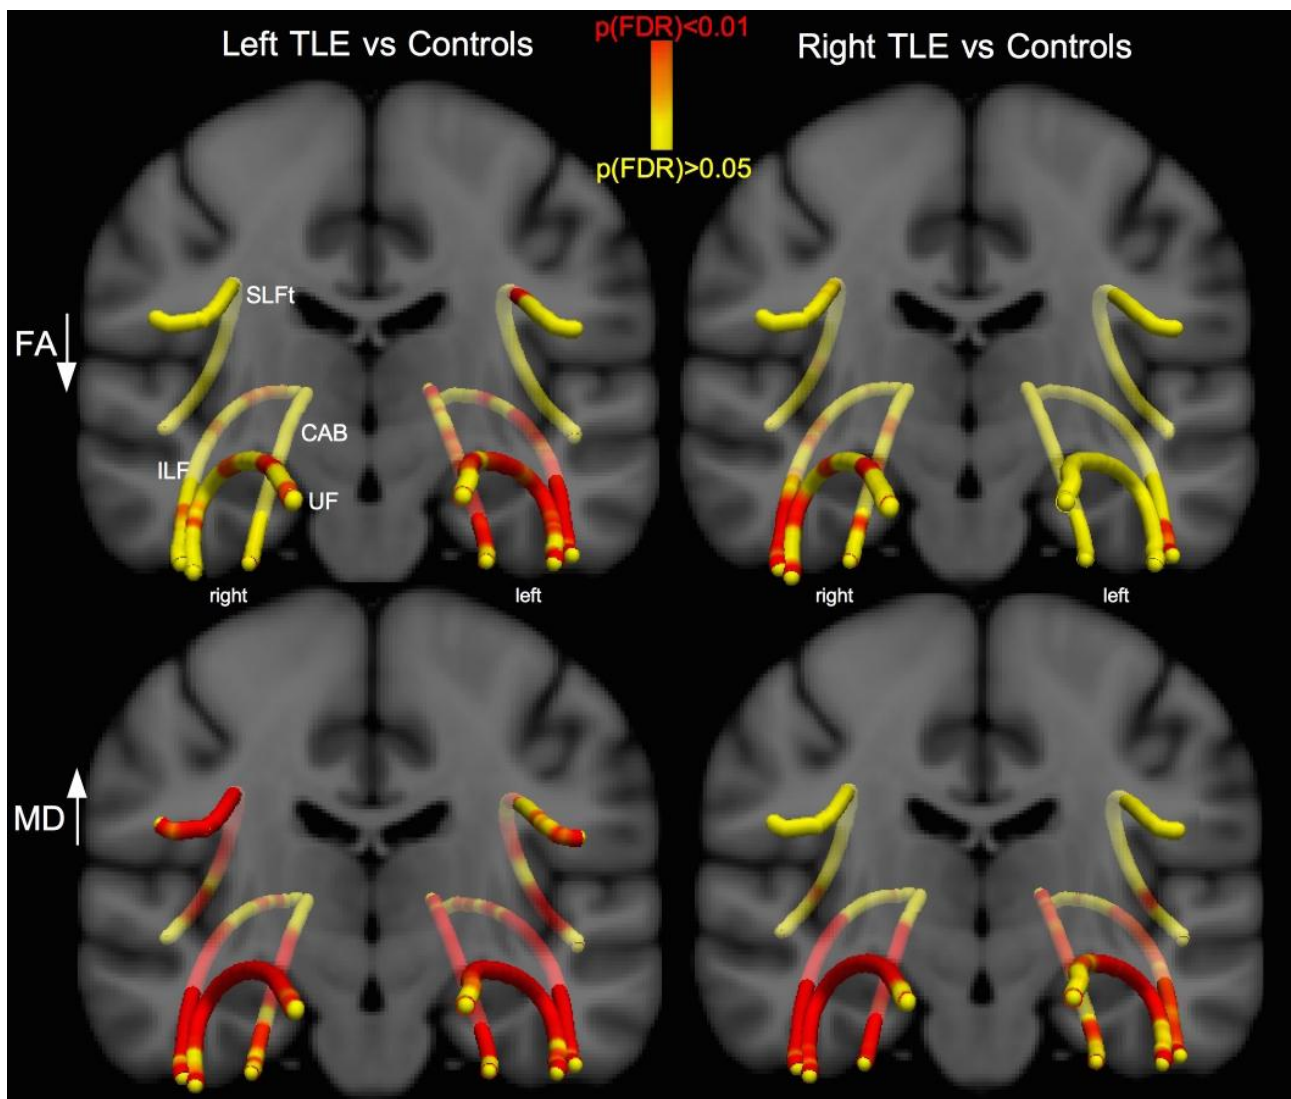 Left TLE vs Controls
p(FDR)<0.01
Right TLE vs Controls
p(FDR)>0.05
SLFt
FA
CAB
ILF
UF
right
left
right
left
MD